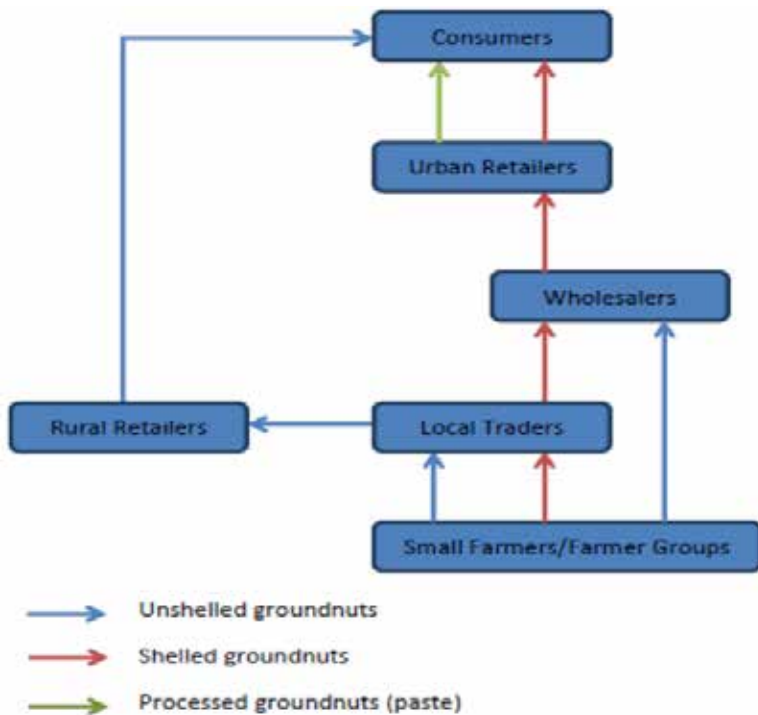 Consumers
Urban Retailers
Wholesalers
Rural Retailers
Local Traders
Small Farmers/Farmer Groups
Unshelled groundnuts
Shelled groundnuts
Processed groundnuts (paste)